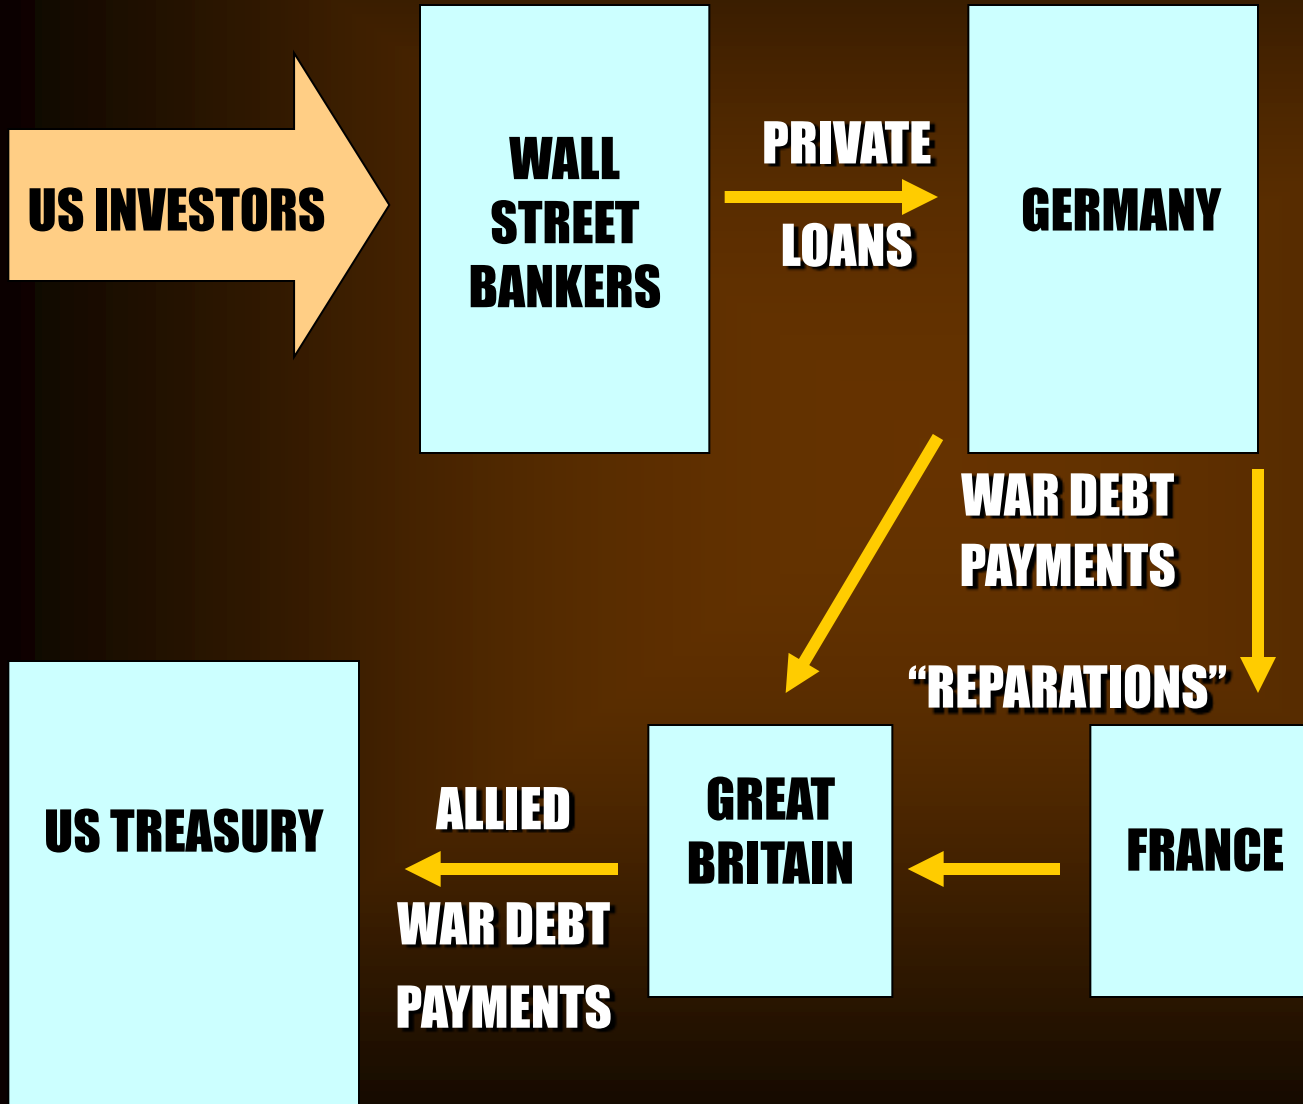 US INVESTORS
WALL
STREET
BANKERS
PRIVATE
LOANS
GERMANY
WAR DEBT
PAYMENTS
“REPARATIONS”
US TREASURY
ALLIED
WAR DEBT
PAYMENTS
GREAT
BRITAIN
FRANCE